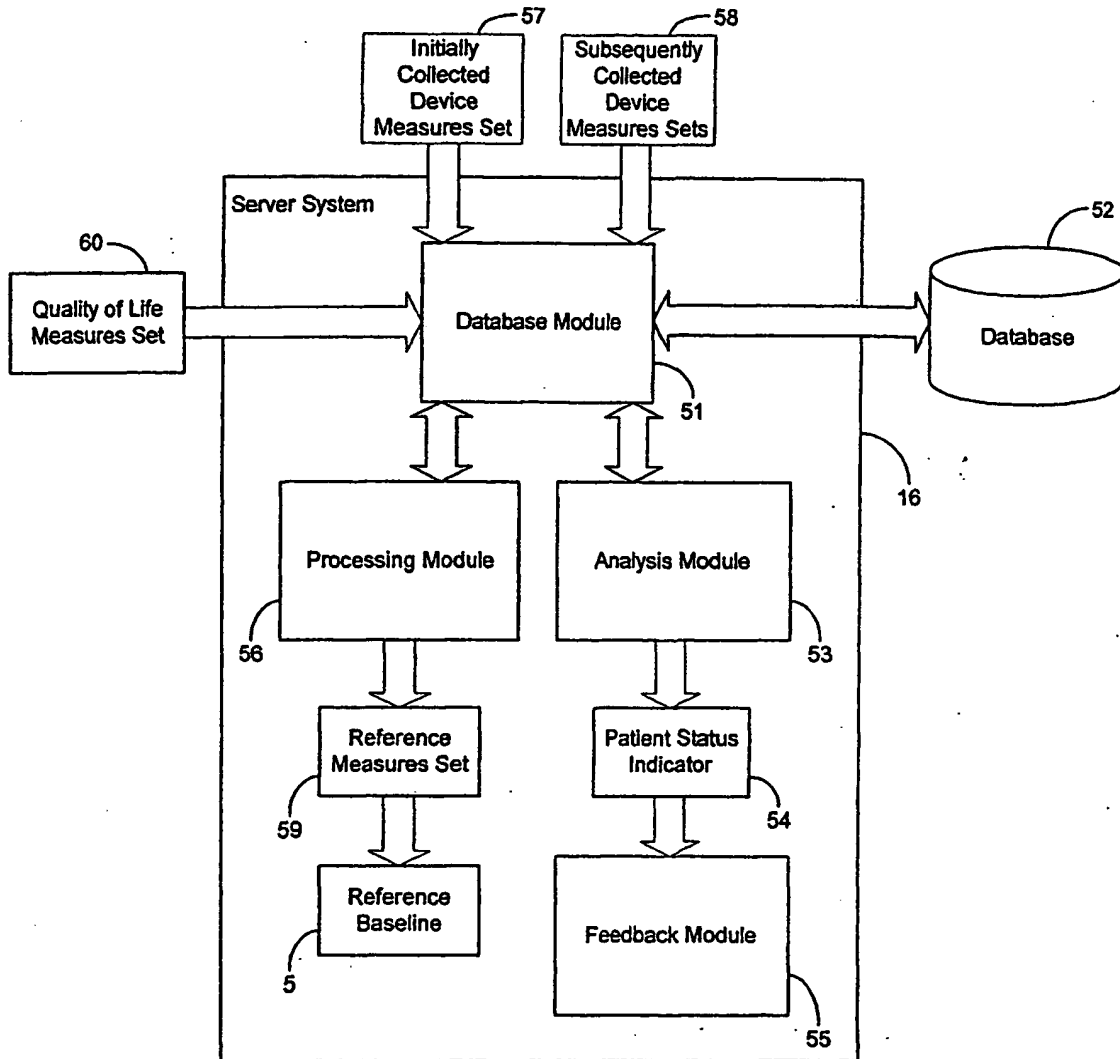 57
58
Initially
Collected
Device
Measures Set
Subsequently
Collected
Device
Measures Sets
Server System
52
60
Quality of Life
Measures Set
Database Module
Database
51
16
Processing Module
Analysis Module
56
53
Reference
Measures Set
Patient Status
Indicator
59
54
Reference
Baseline
Feedback Module
5
55